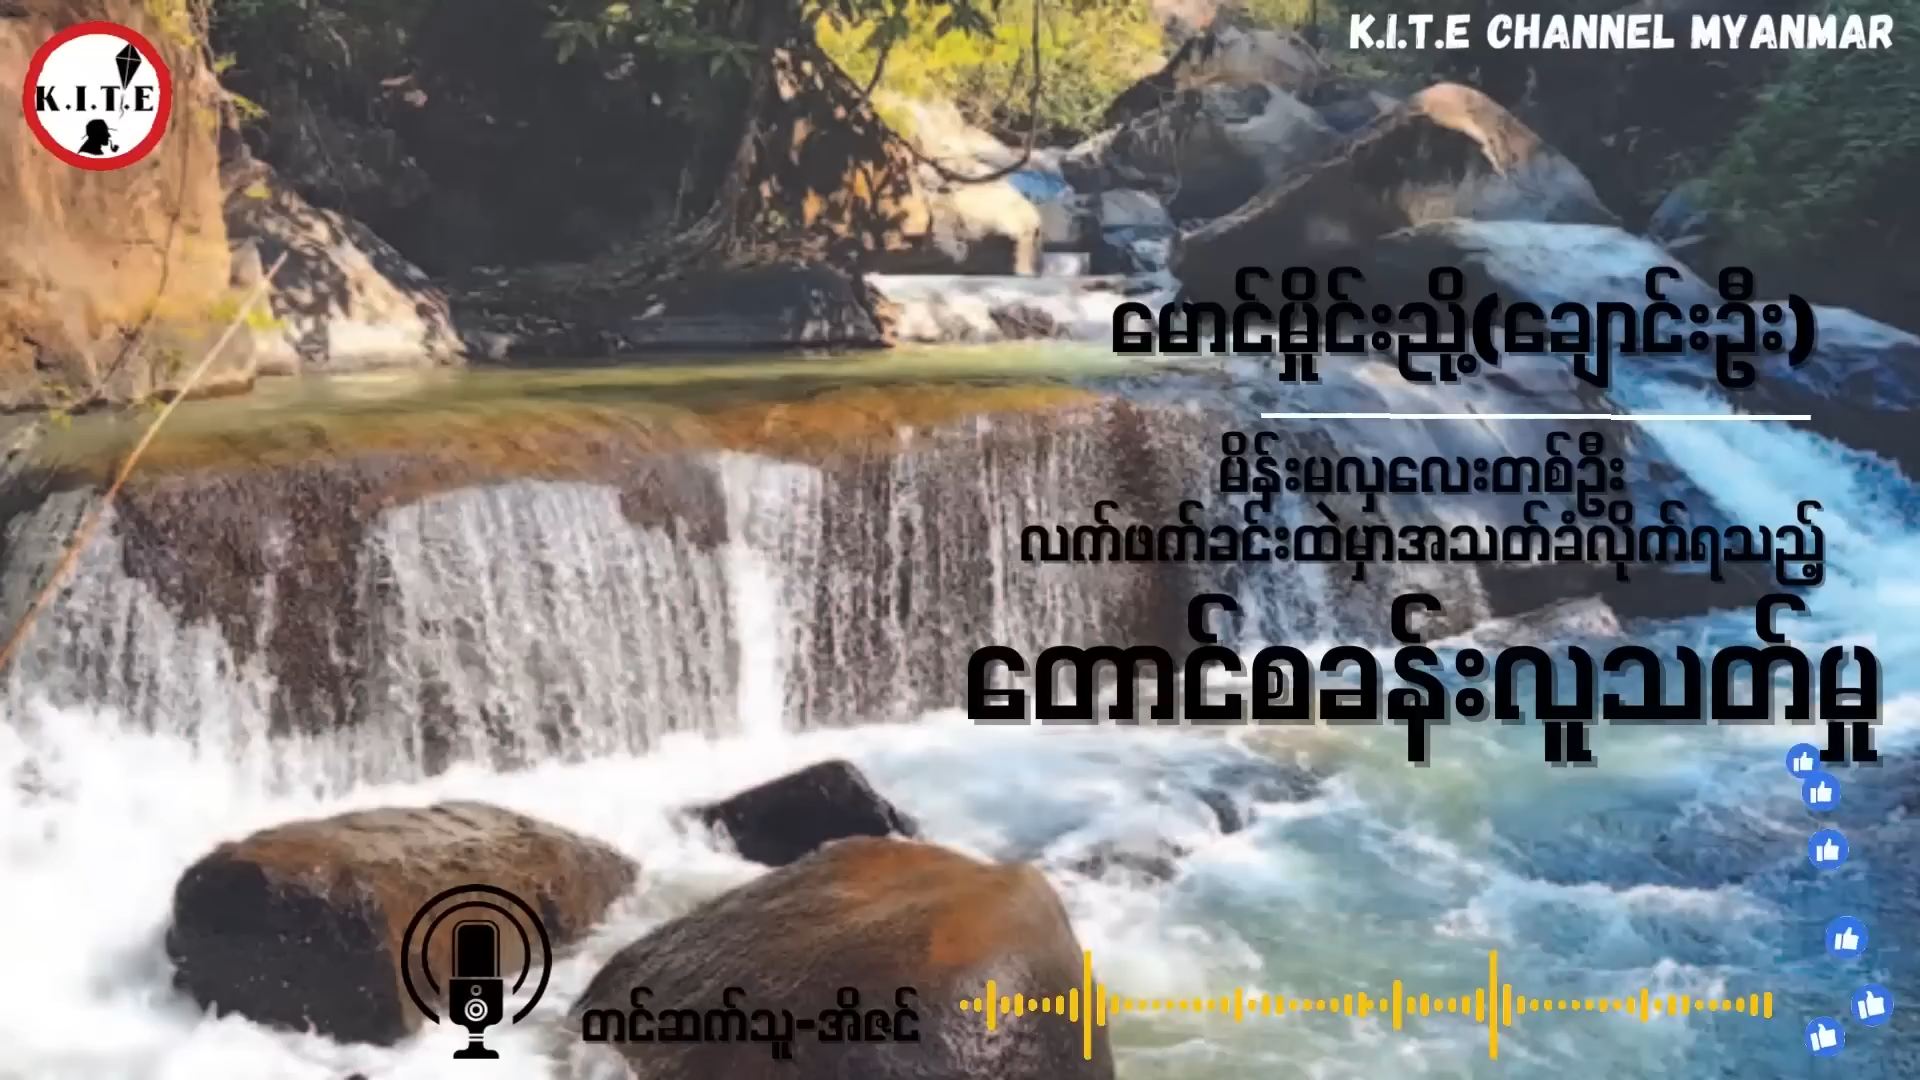 K.I.T.E CHANNEL MYANMAR
K.I.T.E
မောင်မှိုင်းညို့(ချောင်းဦး)
မိန်းမလှလေးတစ်ဦး
လက်ဖက်ခင်းထဲမှာအသတ်ခံလိုက်ရသည့်
တောင်စခန်းလူသတ်မှု
တင်ဆက်သူ-အိဇင်